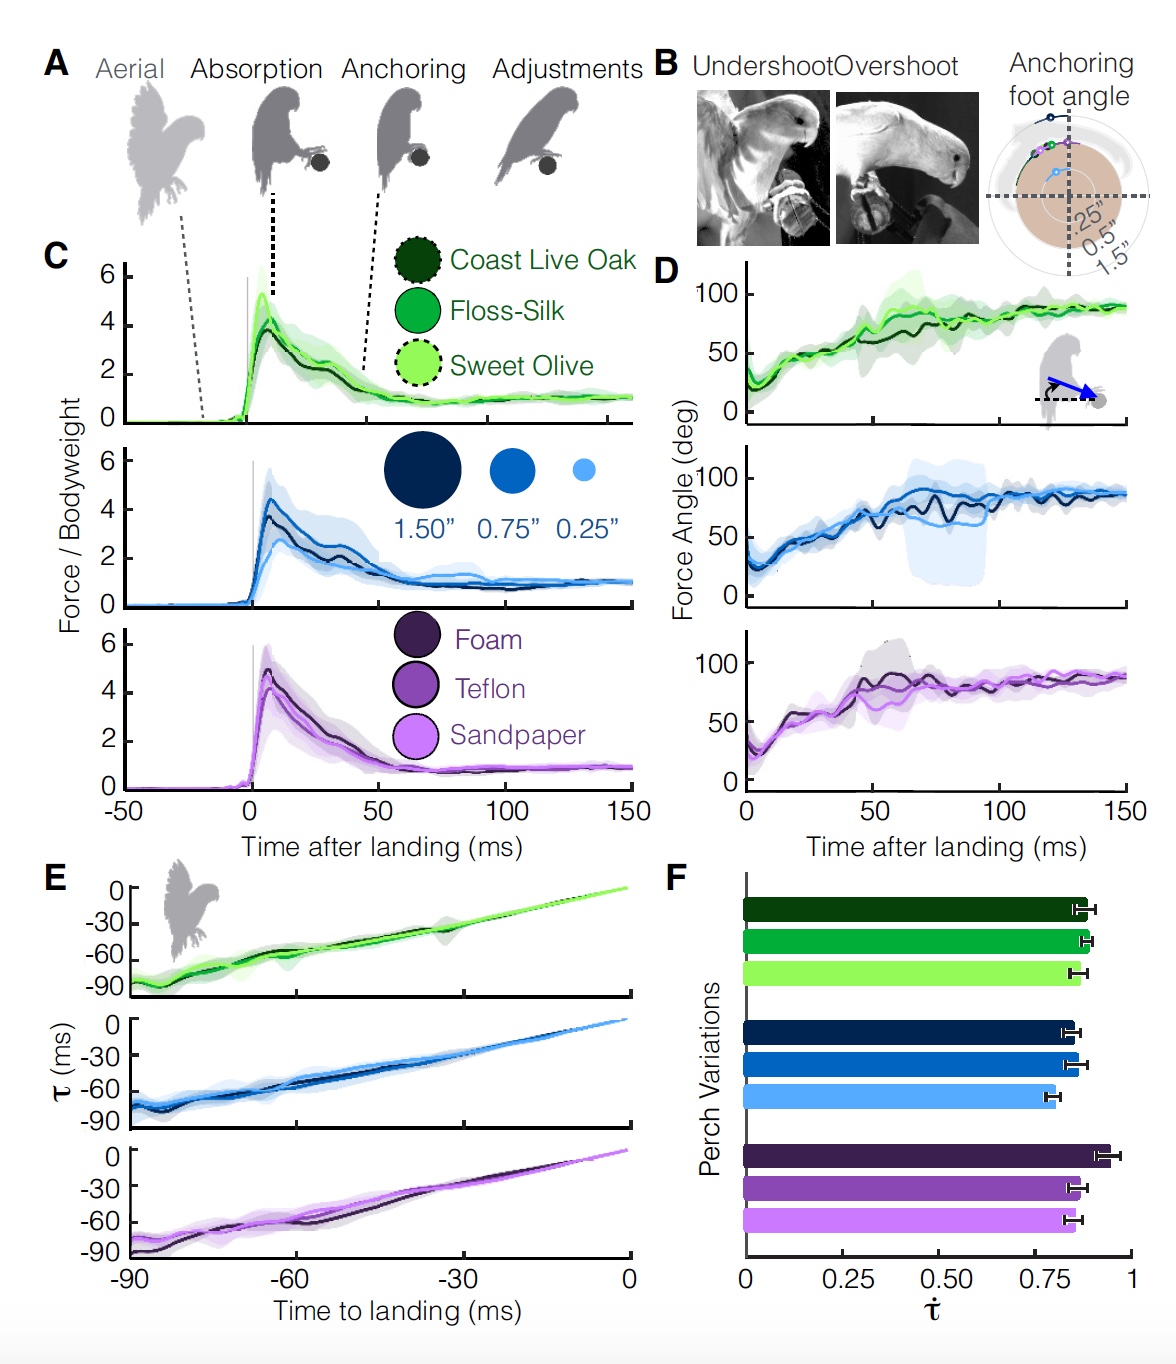 A
Aerial
Absorption
Anchoring
Adjustments
B
Undershoot
Overshoot
Anchoring
foot angle
.25”
0.5”
1.5”
C
Coast Live Oak
Floss-Silk
Sweet Olive
6
4
2
0
1.50”
0.75”
0.25”
6
4
2
0
Foam
Teflon
Sandpaper
6
4
2
0
-50
0
50
100
150
Force / Bodyweight
Time after landing (ms)
D
100
50
0
100
50
0
100
50
0
0
50
100
150
Force Angle (deg)
Time after landing (ms)
E
0
-30
-60
-90
0
-30
-60
-90
0
-30
-60
-90
-90
-60
-30
0
τ (ms)
Time to landing (ms)
F
Perch Variations
0
0.25
0.50
0.75
1
τ̇